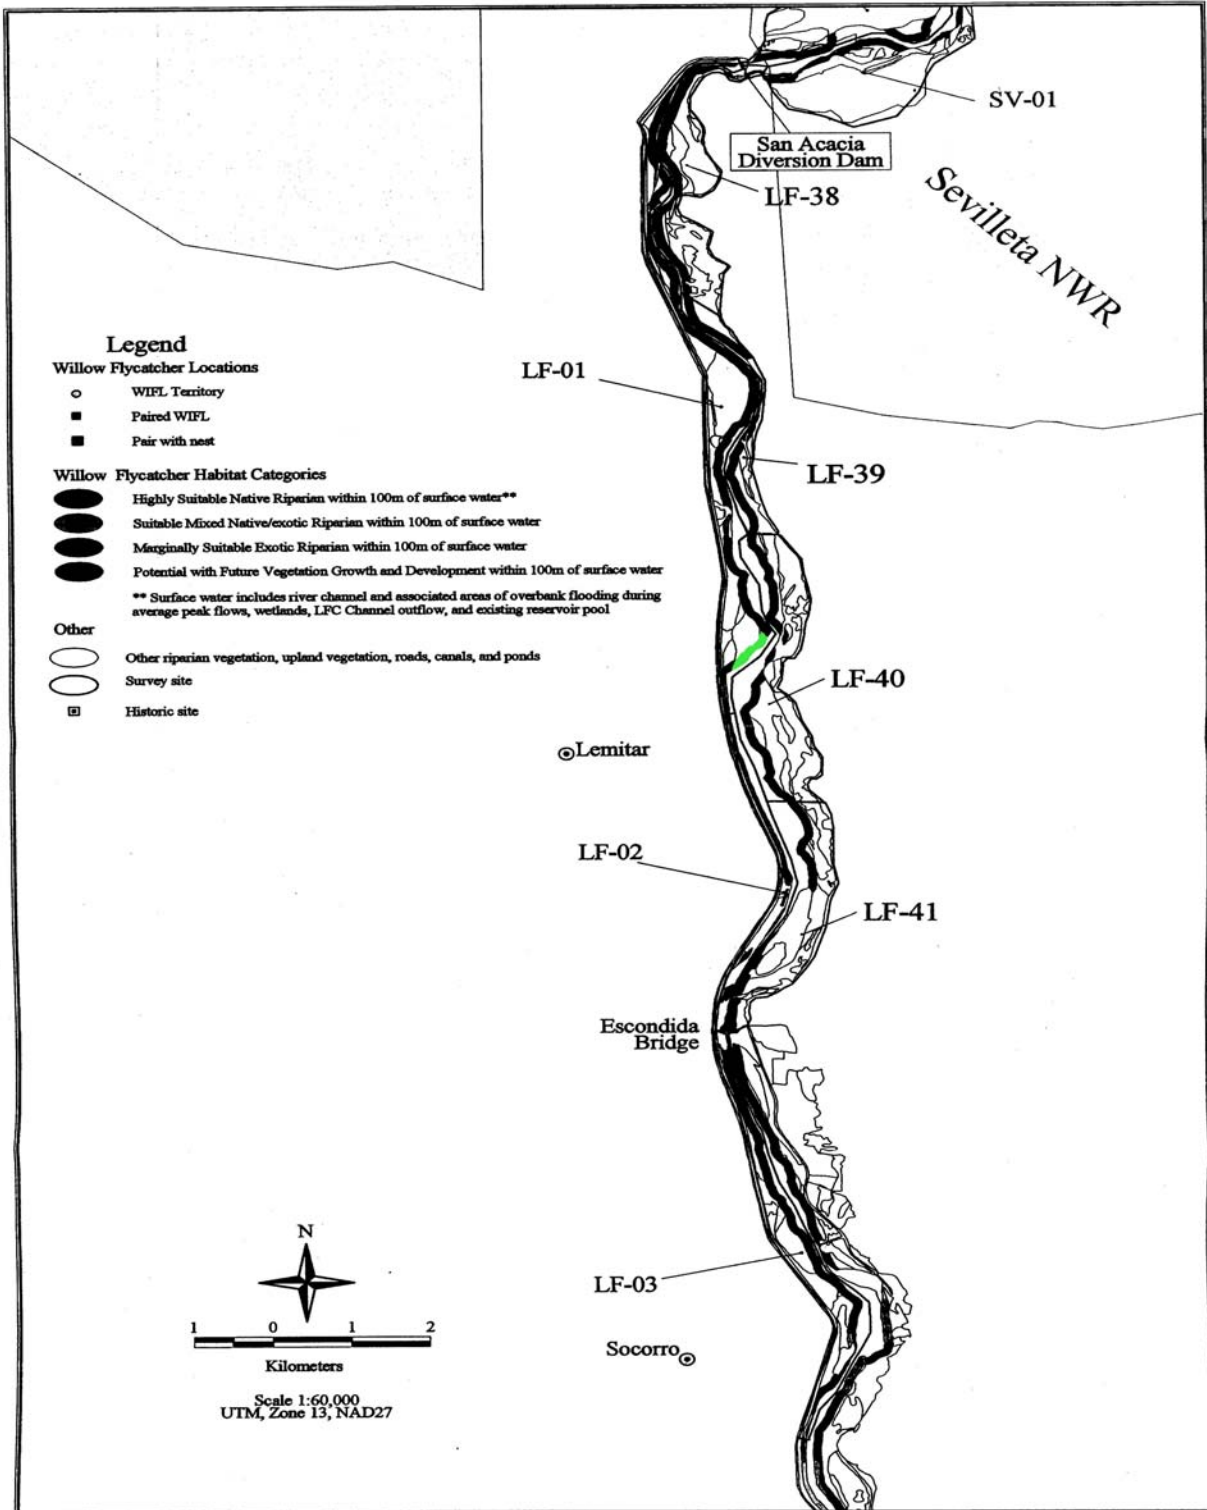 SV-01
San Acacia
Diversion Dam
LF-38
Sevilleta NWR
Legend
Willow Flycatcher Locations
WIFL Territory
Paired WIFL
Pair with nest
LF-01
LF-39
Willow Flycatcher Habitat Categories
Highly Suitable Native Riparian within 100m of surface water**
Suitable Mixed Native/exotic Riparian within 100m of surface water
Marginally Suitable Exotic Riparian within 100m of surface water
Potential with Future Vegetation Growth and Development within 100m of surface water
** Surface water includes river channel and associated areas of overbank flooding during
average peak flows, wetlands, LFC Channel outflow, and existing reservoir pool
Other
Other riparian vegetation, upland vegetation, roads, canals, and ponds
Survey site
Historic site
LF-40
Lemitar
LF-02
LF-41
Escondida
Bridge
N
LF-03
1 0 1 2
Kilometers
Socorro
Scale 1:60,000
UTM, Zone 13, NAD27